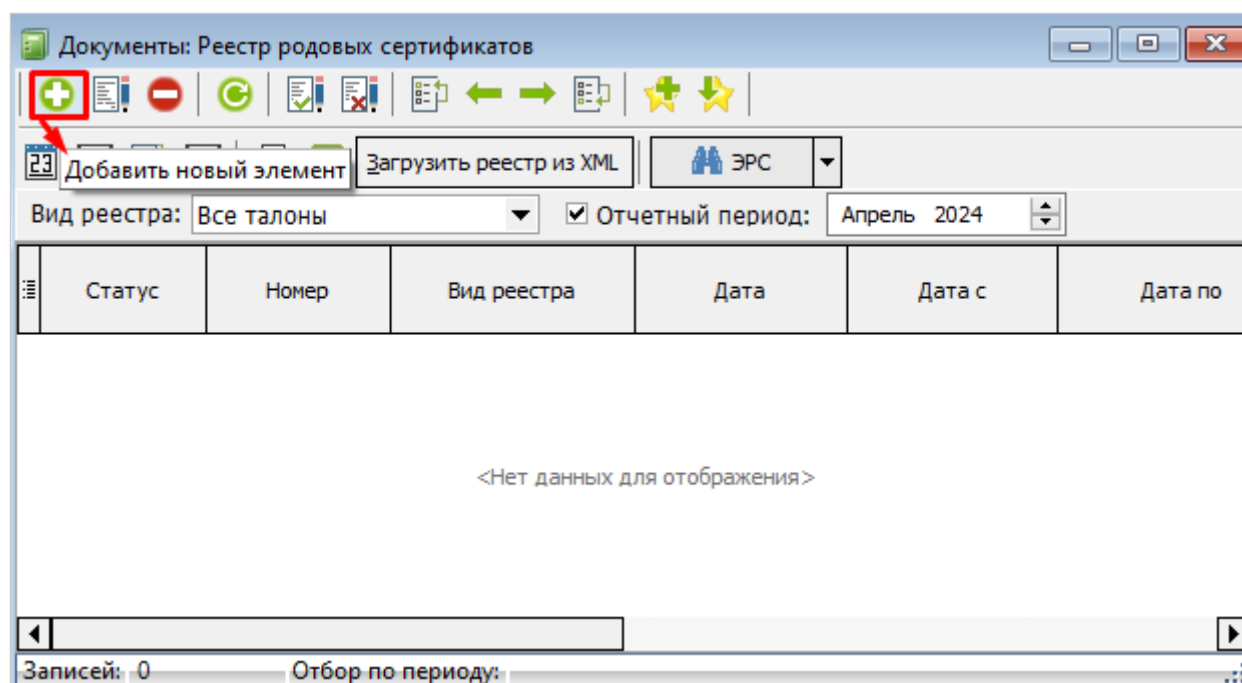 Документы: Реестр родовых сертификатов
23 Добавить новый элемент Загрузить реестр из XML ЭРС
Вид реестра: Все талоны Отчетный период: Апрель 2024
Статус Номер Вид реестра Дата Дата с Дата по
<Нет данных для отображения>
Записей: 0 Отбор по периоду: